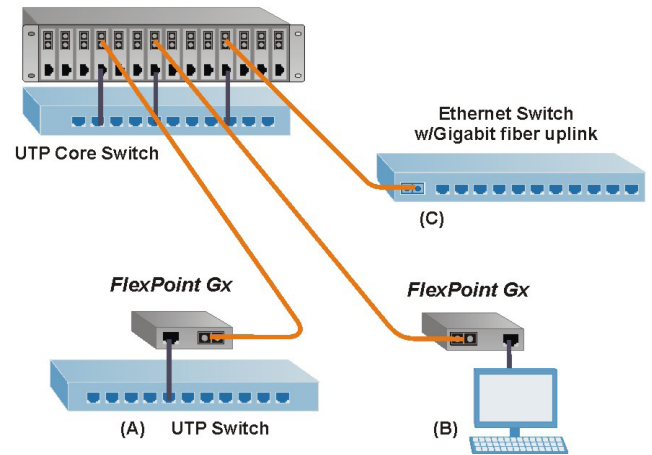 UTP Core Switch
Ethernet Switch
w/Gigabit fiber uplink
(C)
FlexPoint Gx
FlexPoint Gx
(A)
UTP Switch
(B)